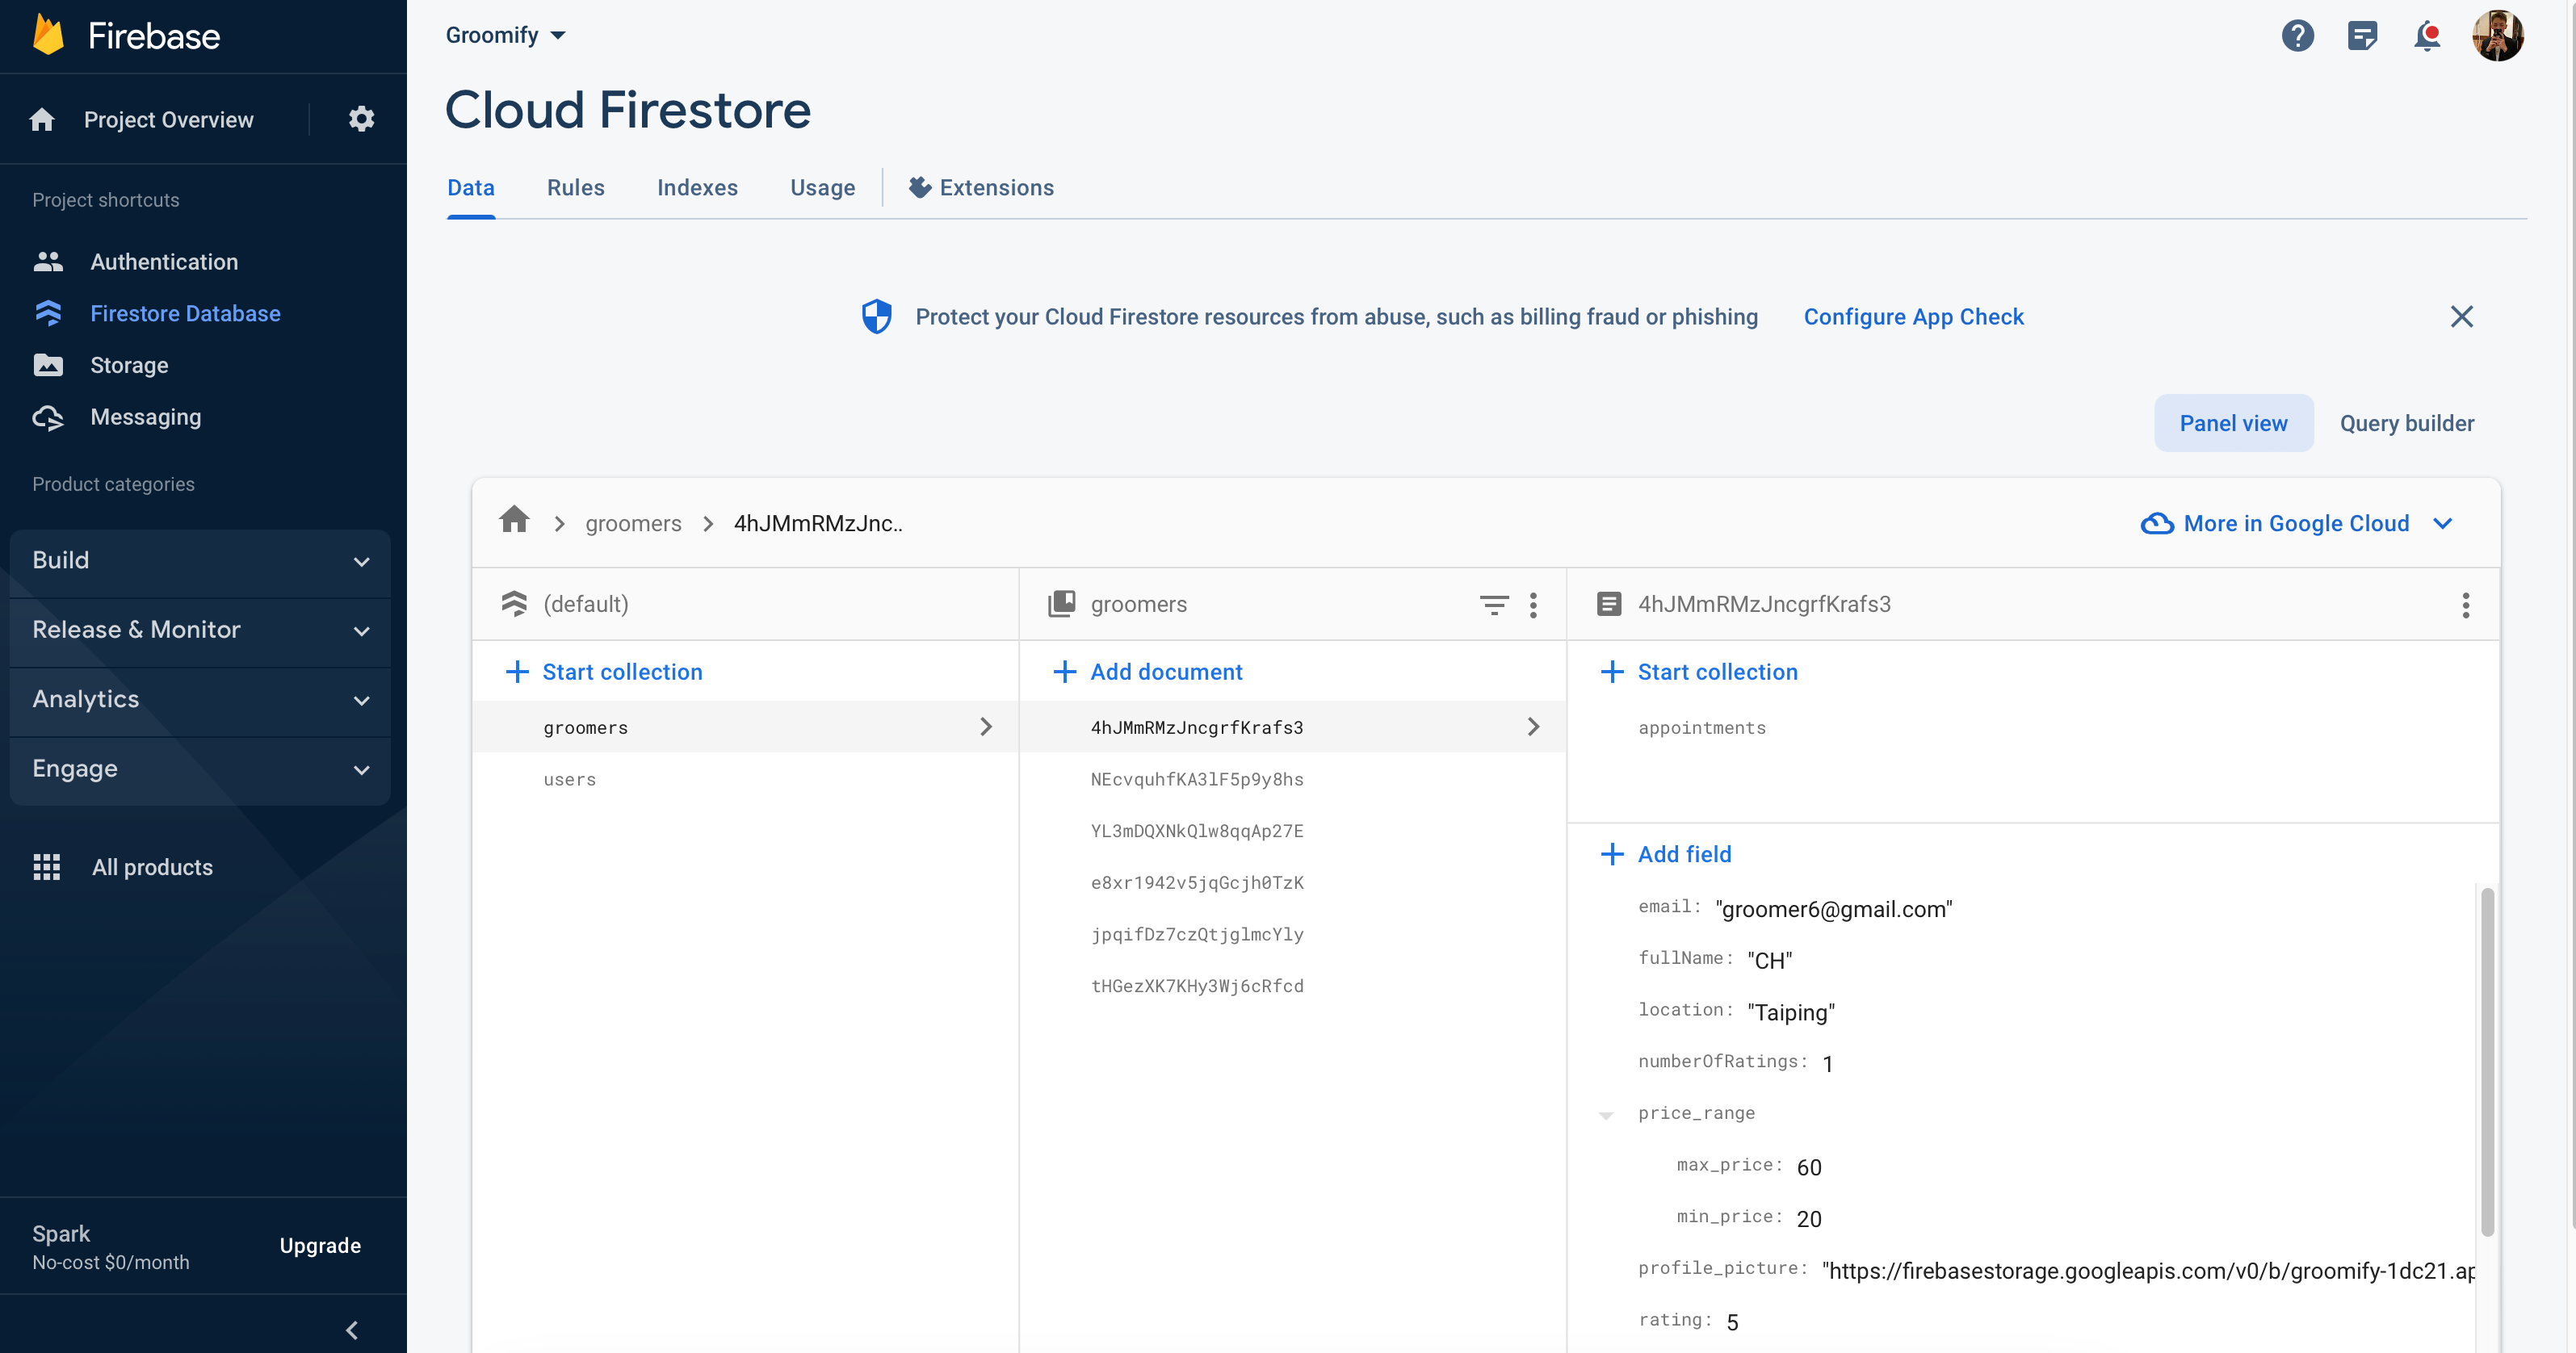 Firebase
Groomify
Project Overview
Cloud Firestore
Data Rules Indexes Usage Extensions
Project shortcuts
Authentication
Firestore Database
Storage
Messaging
Protect your Cloud Firestore resources from abuse, such as billing fraud or phishing Configure App Check
Panel view Query builder
Product categories
Build
Release & Monitor
Analytics
Engage
All products
Spark
No-cost $0/month
Upgrade
groomers 4hJMmRMzJnc..
More in Google Cloud
(default)
Start collection
groomers
users
groomers
Add document
4hJMmRMzJncgrfKrafs3
NEcvquhfKA3lF5p9y8hs
YL3mDQXNkQlw8qqAp27E
e8xr1942v5jqGcjh0TzK
jpqifDz7czQtjglmcYly
tHGezXK7KHy3Wj6cRfcd
4hJMmRMzJncgrfKrafs3
Start collection
appointments
Add field
email: "groomer6@gmail.com"
fullName: "CH"
location: "Taiping"
numberOfRatings: 1
price_range
max_price: 60
min_price: 20
profile_picture: "https://firebasestorage.googleapis.com/v0/b/groomify-1dc21.ap
rating: 5